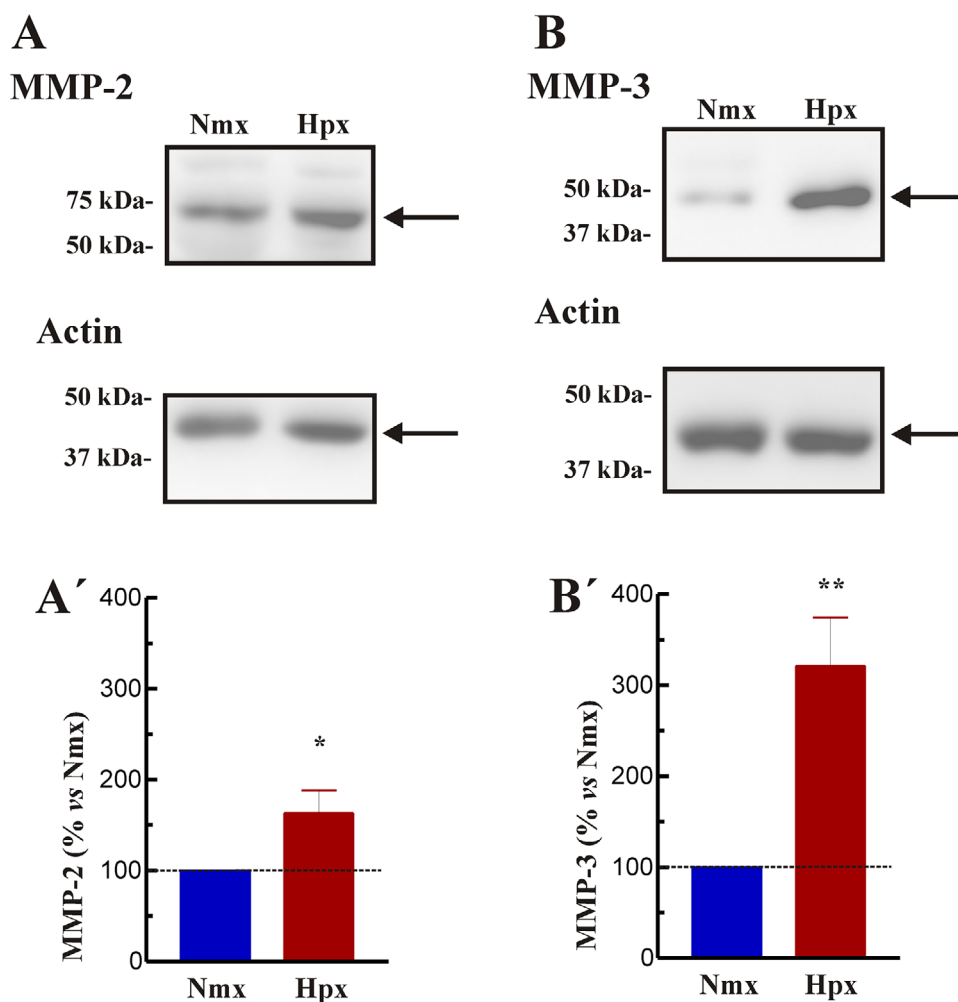 A
MMP-2
Nmx Hpx
75 kDa-
50 kDa-
Actin
50 kDa-
37 kDa-
B
MMP-3
Nmx Hpx
50 kDa-
37 kDa-
Actin
50 kDa-
37 kDa-
A´
MMP-2 (% vs Nmx)
400
300
200
100
0
*
Nmx Hpx
B´
MMP-3 (% vs Nmx)
400
300
200
100
0
**
Nmx Hpx